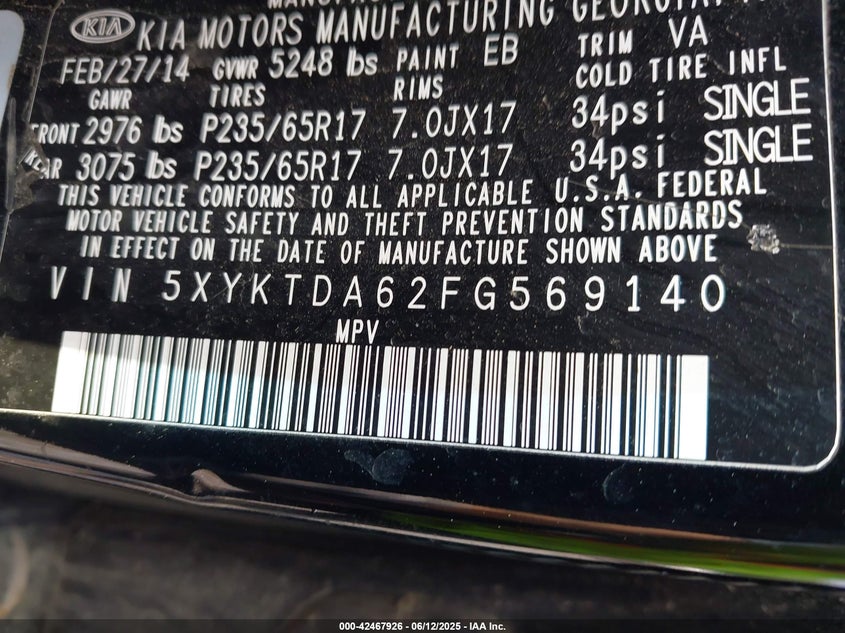 KIA KIA MOTORS MANUFACTURING
FEB/27/14 GVWR 5248 lbs PAINT EB TRIM VA
GAWR TIRES RIMS COLD TIRE INFL
FRONT 2976 lbs P235/65R17 7.0JX17 34psi SINGLE
REAR 3075 lbs P235/65R17 7.0JX17 34psi SINGLE
THIS VEHICLE CONFORMS TO ALL APPLICABLE U.S.A. FEDERAL
MOTOR VEHICLE SAFETY AND THEFT PREVENTION STANDARDS
IN EFFECT ON THE DATE OF MANUFACTURE SHOWN ABOVE
VIN 5XYKTDA62FG569140
MPV
000-42467926 - 06/12/2025 - IAA Inc.